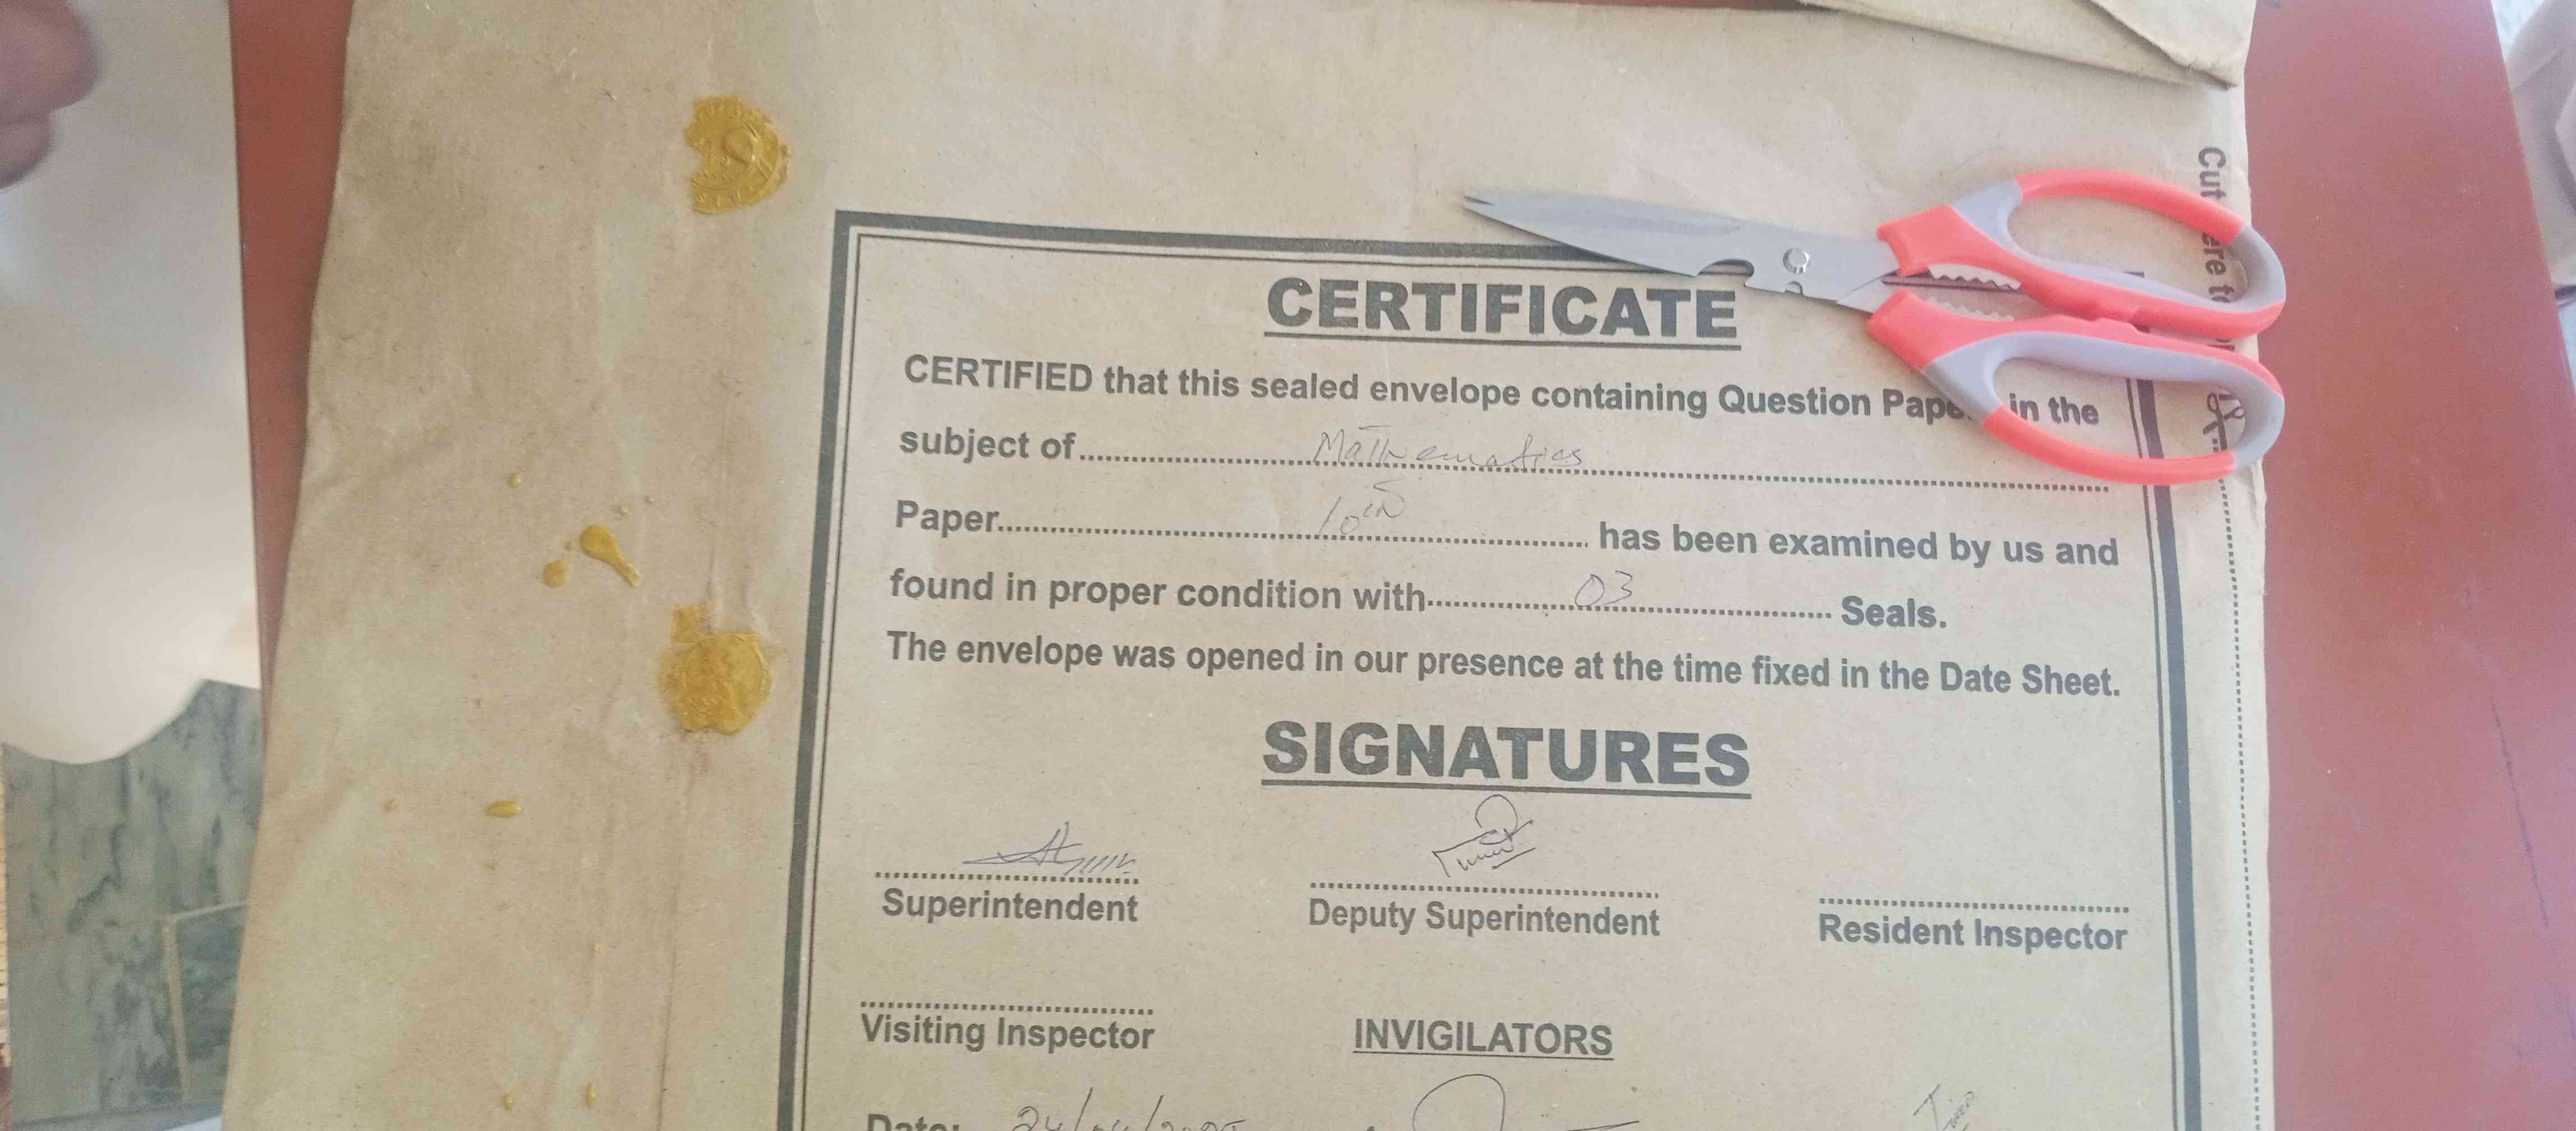 CERTIFICATE
CERTIFIED that this sealed envelope containing Question Pape in the
subject of Mathematics
Paper 10th has been examined by us and
found in proper condition with 03 Seals.
The envelope was opened in our presence at the time fixed in the Date Sheet.
SIGNATURES
Superintendent
Deputy Superintendent
Resident Inspector
Visiting Inspector
INVIGILATORS
Date:
Cut